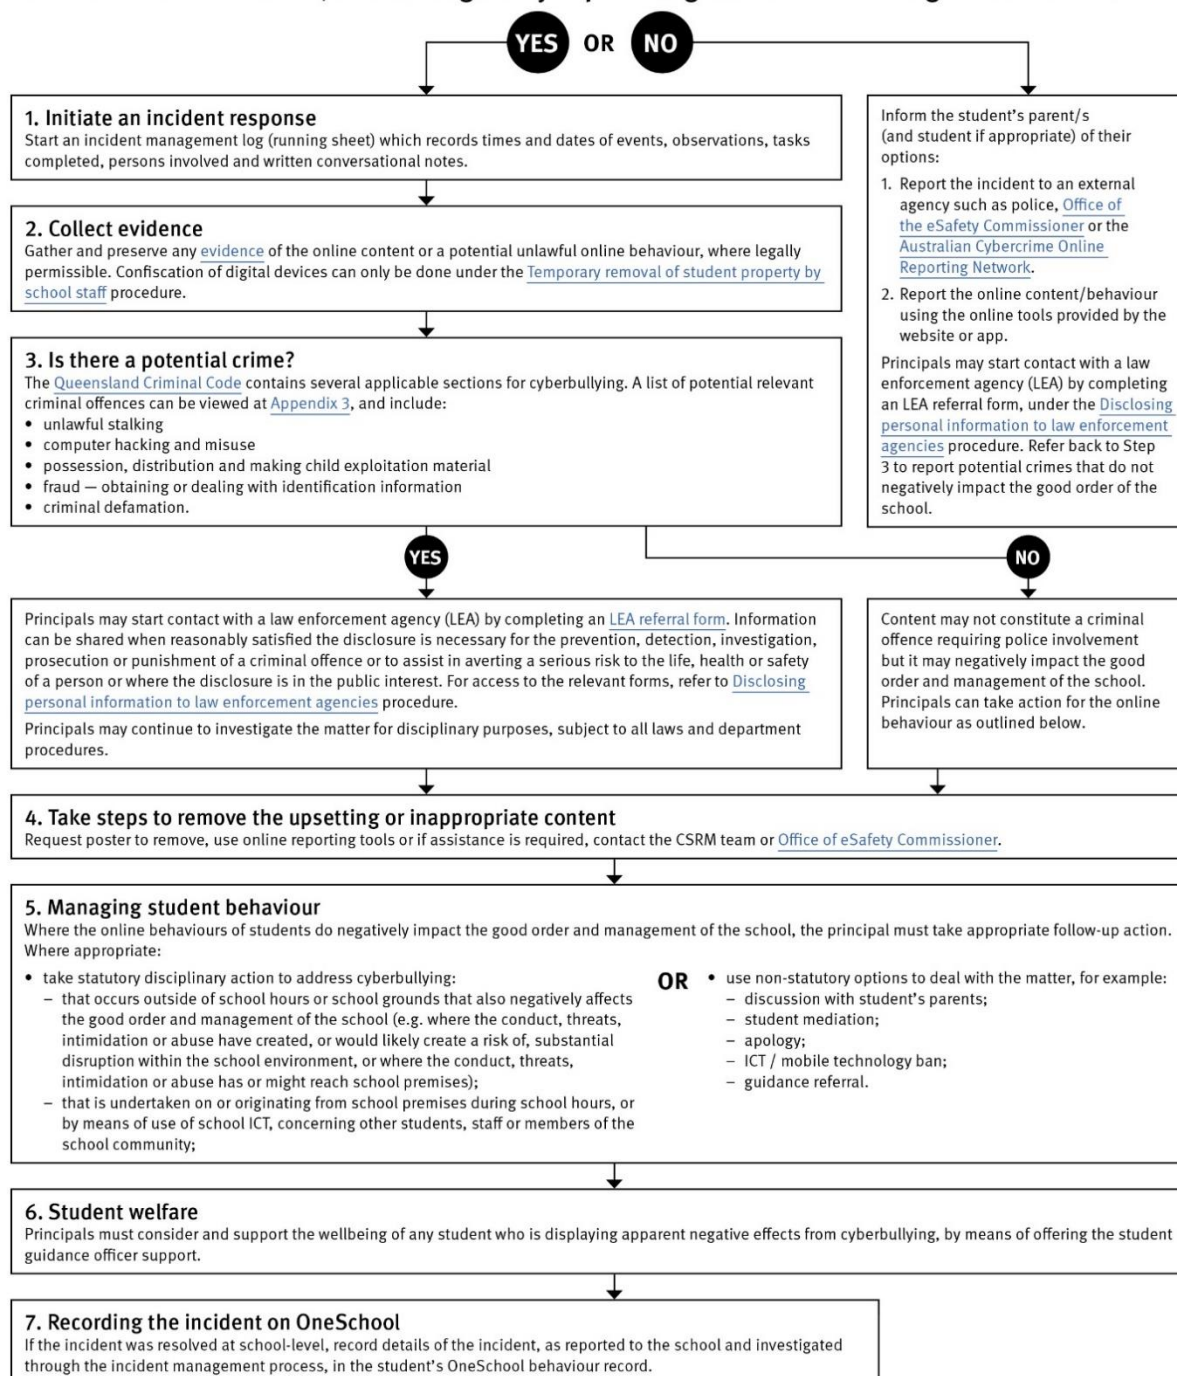 YES OR NO
1. Initiate an incident response
Start an incident management log (running sheet) which records times and dates of events, observations, tasks
completed, persons involved and written conversational notes.
2. Collect evidence
Gather and preserve any evidence of the online content or a potential unlawful online behaviour, where legally
permissible. Confiscation of digital devices can only be done under the Temporary removal of student property by
school staff procedure.
3. Is there a potential crime?
The Queensland Criminal Code contains several applicable sections for cyberbullying. A list of potential relevant
criminal offences can be viewed at Appendix 3, and include:
• unlawful stalking
• computer hacking and misuse
• possession, distribution and making child exploitation material
• fraud — obtaining or dealing with identification information
• criminal defamation.
Inform the student's parent/s
(and student if appropriate) of their
options:
1. Report the incident to an external
agency such as police, Office of
the eSafety Commissioner or the
Australian Cybercrime Online
Reporting Network.
2. Report the online content/behaviour
using the online tools provided by the
website or app.
Principals may start contact with a law
enforcement agency (LEA) by completing
an LEA referral form, under the Disclosing
personal information to law enforcement
agencies procedure. Refer back to Step
3 to report potential crimes that do not
negatively impact the good order of the
school.
YES
NO
Principals may start contact with a law enforcement agency (LEA) by completing an LEA referral form. Information
can be shared when reasonably satisfied the disclosure is necessary for the prevention, detection, investigation,
prosecution or punishment of a criminal offence or to assist in averting a serious risk to the life, health or safety
of a person or where the disclosure is in the public interest. For access to the relevant forms, refer to Disclosing
personal information to law enforcement agencies procedure.
Principals may continue to investigate the matter for disciplinary purposes, subject to all laws and department
procedures.
Content may not constitute a criminal
offence requiring police involvement
but it may negatively impact the good
order and management of the school.
Principals can take action for the online
behaviour as outlined below.
4. Take steps to remove the upsetting or inappropriate content
Request poster to remove, use online reporting tools or if assistance is required, contact the CSRM team or Office of eSafety Commissioner.
5. Managing student behaviour
Where the online behaviours of students do negatively impact the good order and management of the school, the principal must take appropriate follow-up action.
Where appropriate:
• take statutory disciplinary action to address cyberbullying:
– that occurs outside of school hours or school grounds that also negatively affects
the good order and management of the school (e.g. where the conduct, threats,
intimidation or abuse have created, or would likely create a risk of, substantial
disruption within the school environment, or where the conduct, threats,
intimidation or abuse has or might reach school premises);
– that is undertaken on or originating from school premises during school hours, or
by means of use of school ICT, concerning other students, staff or members of the
school community;
OR
• use non-statutory options to deal with the matter, for example:
– discussion with student's parents;
– student mediation;
– apology;
– ICT / mobile technology ban;
– guidance referral.
6. Student welfare
Principals must consider and support the wellbeing of any student who is displaying apparent negative effects from cyberbullying, by means of offering the student
guidance officer support.
7. Recording the incident on OneSchool
If the incident was resolved at school-level, record details of the incident, as reported to the school and investigated
through the incident management process, in the student's OneSchool behaviour record.